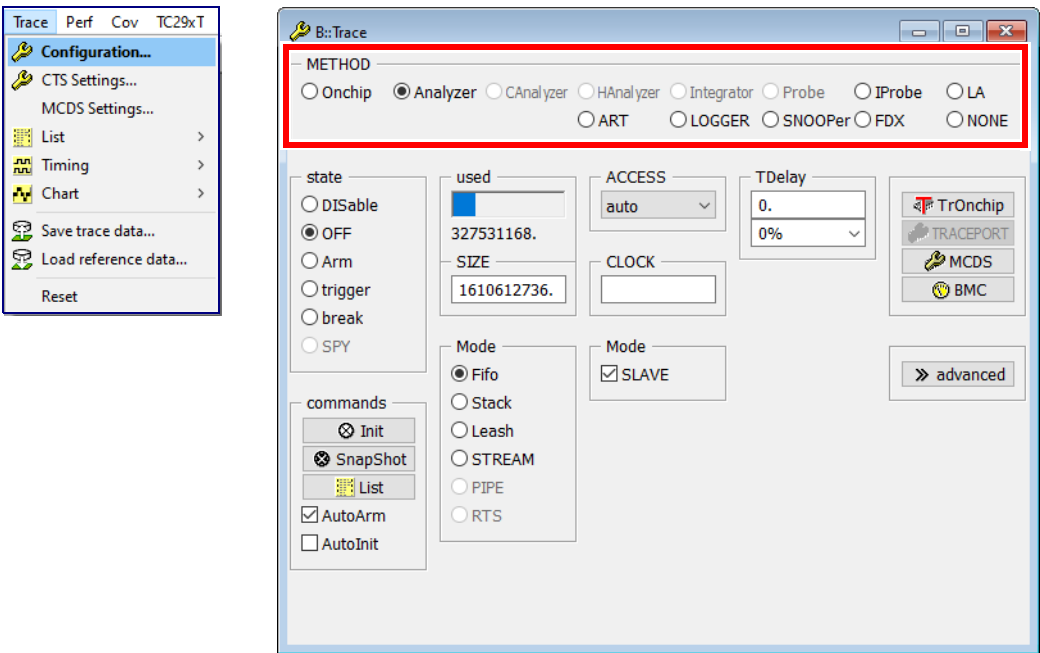 Trace Perf Cov TC29xT
Configuration...
CTS Settings...
MCDS Settings...
List
Timing
Chart
Save trace data...
Load reference data...
Reset
B::Trace
METHOD
Onchip Analyzer CAnalyzer HAnalyzer Integrator Probe IProbe LA
ART LOGGER SNOOPer FDX NONE
state
DISable
OFF
Arm
trigger
break
SPY
commands
Init
SnapShot
List
AutoArm
AutoInit
used
327531168.
SIZE
1610612736.
Mode
Fifo
Stack
Leash
STREAM
PIPE
RTS
ACCESS
auto
CLOCK
Mode
SLAVE
TDelay
0.
0%
TrOnchip
TRACEPORT
MCDS
BMC
advanced